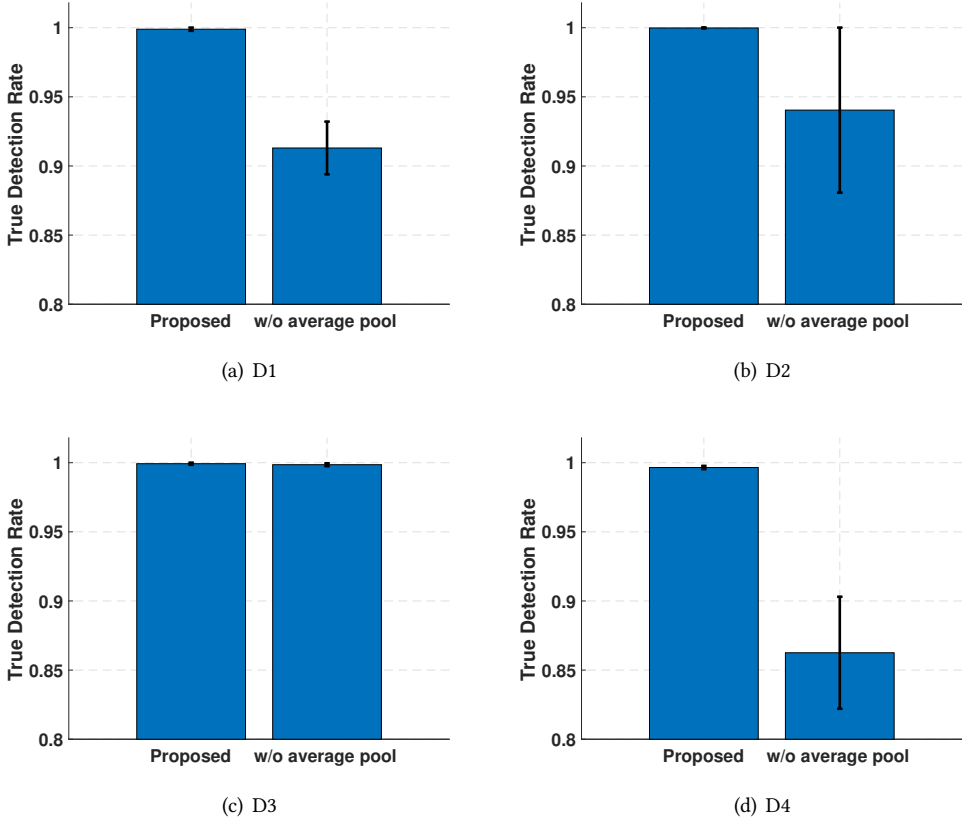 True Detection Rate
1
0.95
0.9
0.85
0.8
Proposed w/o average pool
(a) D1
True Detection Rate
1
0.95
0.9
0.85
0.8
Proposed w/o average pool
(b) D2
True Detection Rate
1
0.95
0.9
0.85
0.8
Proposed w/o average pool
(c) D3
True Detection Rate
1
0.95
0.9
0.85
0.8
Proposed w/o average pool
(d) D4